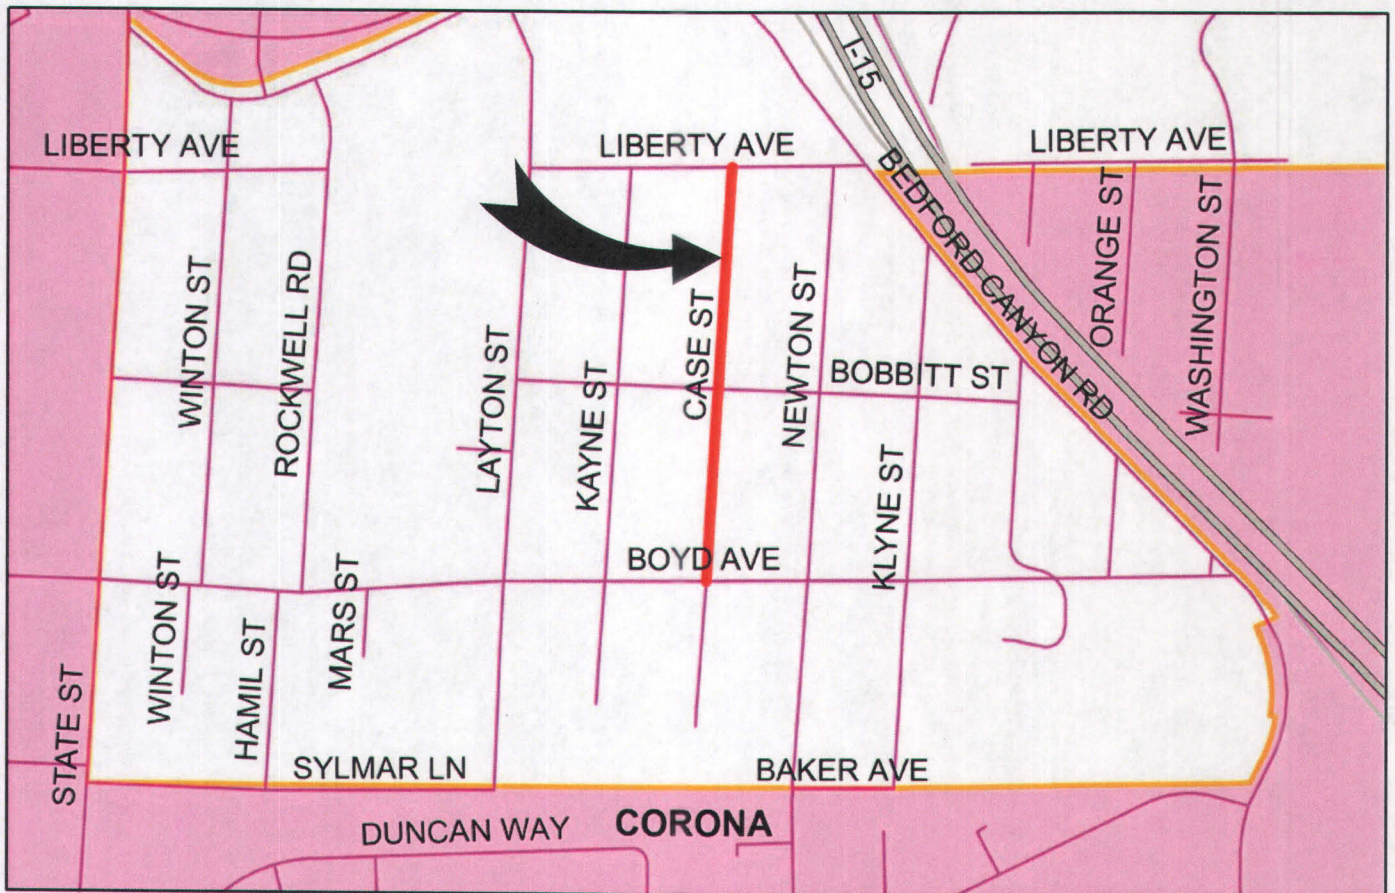 I-15
LIBERTY AVE
LIBERTY AVE
LIBERTY AVE
BEDFORD CANYON RD
ORANGE ST
WASHINGTON ST
WINTON ST
ROCKWELL RD
LAYTON ST
KAYNE ST
CASE ST
NEWTON ST
BOBBITT ST
KLYNE ST
BOYD AVE
WINTON ST
HAMIL ST
MARS ST
STATE ST
SYLMAR LN
BAKER AVE
DUNCAN WAY
CORONA